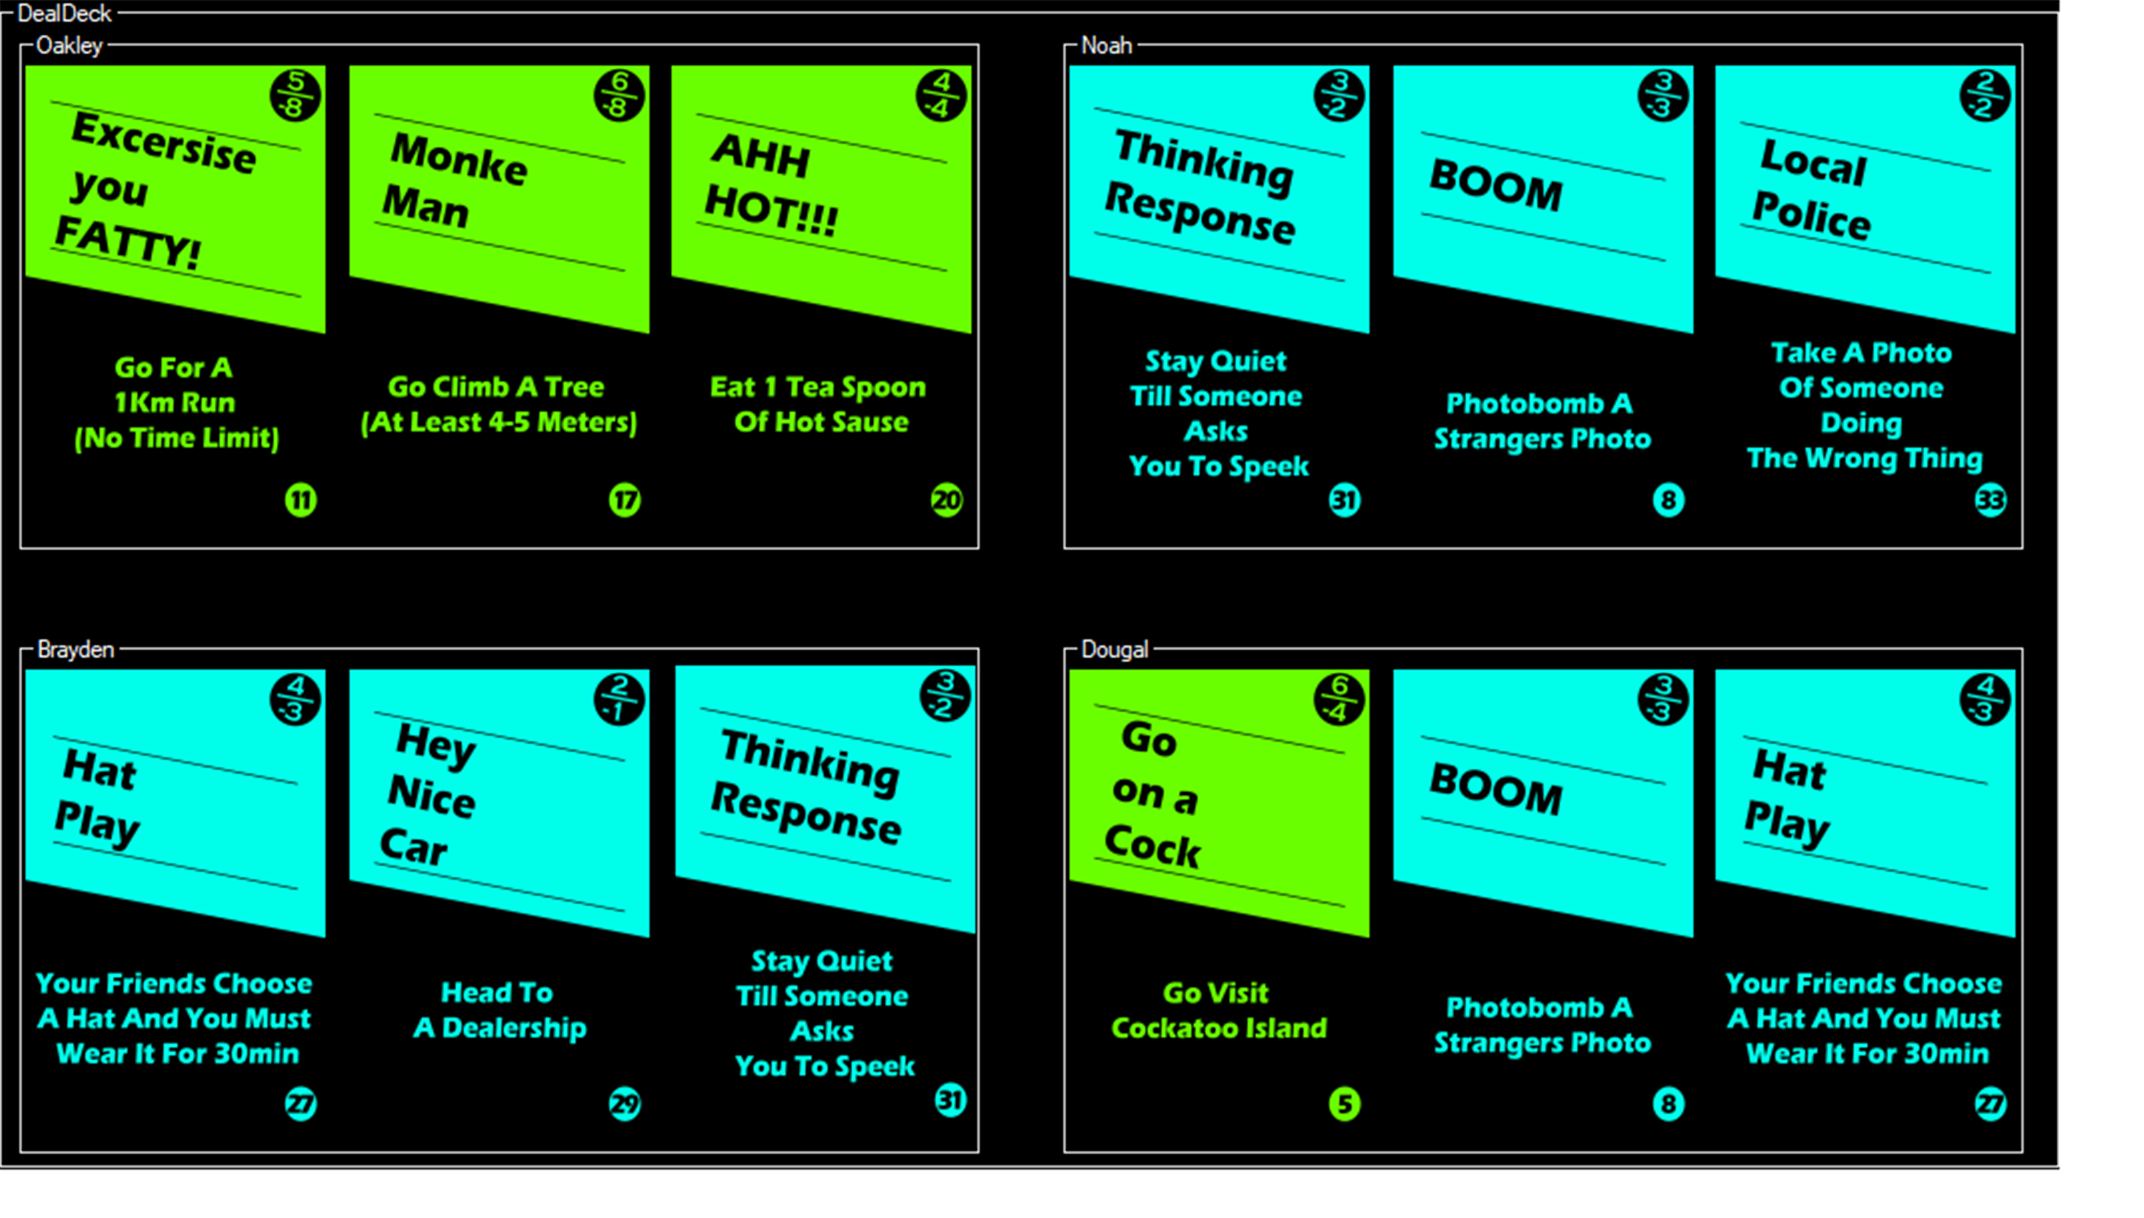 DealDeck
Oakley
5
-8
Excersise
you
FATTY!
Go For A
1Km Run
(No Time Limit)
11
6
-8
Monke
Man
Go Climb A Tree
(At Least 4-5 Meters)
17
4
-4
AHH
HOT!!!
Eat 1 Tea Spoon
Of Hot Sause
20
Noah
3
-2
Thinking
Response
Stay Quiet
Till Someone
Asks
You To Speek
31
3
-3
BOOM
Photobomb A
Strangers Photo
8
2
-2
Local
Police
Take A Photo
Of Someone
Doing
The Wrong Thing
33
Brayden
4
-3
Hat
Play
Your Friends Choose
A Hat And You Must
Wear It For 30min
27
2
-1
Hey
Nice
Car
Head To
A Dealership
29
3
-2
Thinking
Response
Stay Quiet
Till Someone
Asks
You To Speek
31
Dougal
6
-4
Go
on a
Cock
Go Visit
Cockatoo Island
5
3
-3
BOOM
Photobomb A
Strangers Photo
8
4
-3
Hat
Play
Your Friends Choose
A Hat And You Must
Wear It For 30min
27